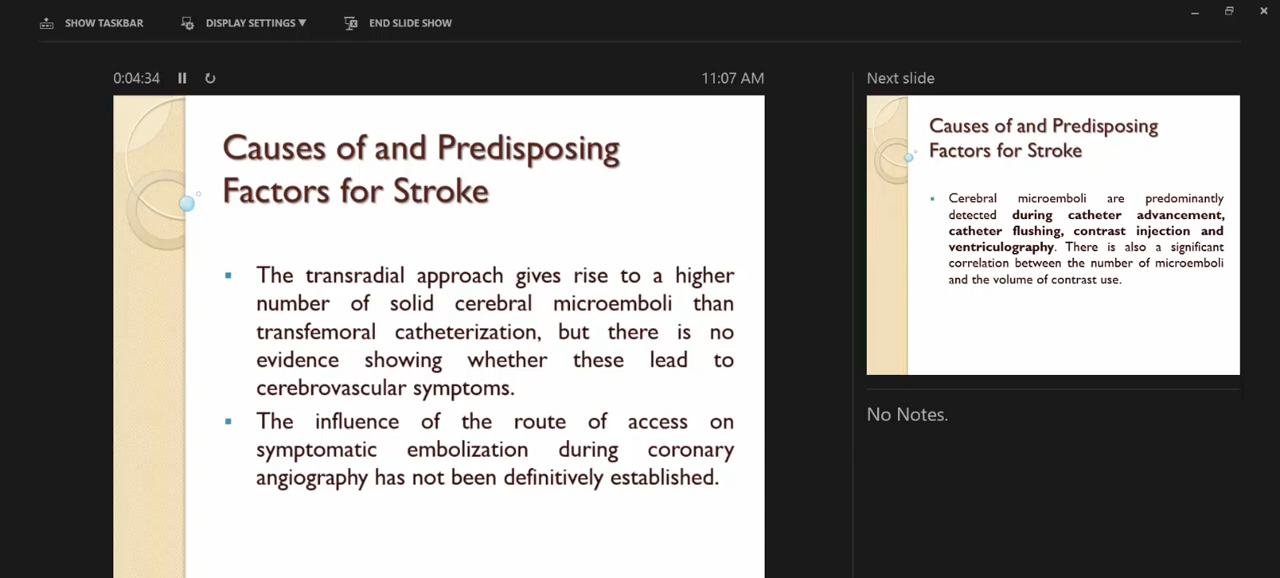 SHOW TASKBAR DISPLAY SETTINGS ▼ END SLIDE SHOW
0:04:34 11:07 AM
Causes of and Predisposing
Factors for Stroke
▪ The transradial approach gives rise to a higher
number of solid cerebral microemboli than
transfemoral catheterization, but there is no
evidence showing whether these lead to
cerebrovascular symptoms.
▪ The influence of the route of access on
symptomatic embolization during coronary
angiography has not been definitively established.
Next slide
Causes of and Predisposing
Factors for Stroke
▪ Cerebral microemboli are predominantly
detected during catheter advancement,
catheter flushing, contrast injection and
ventriculography. There is also a significant
correlation between the number of microemboli
and the volume of contrast use.
No Notes.